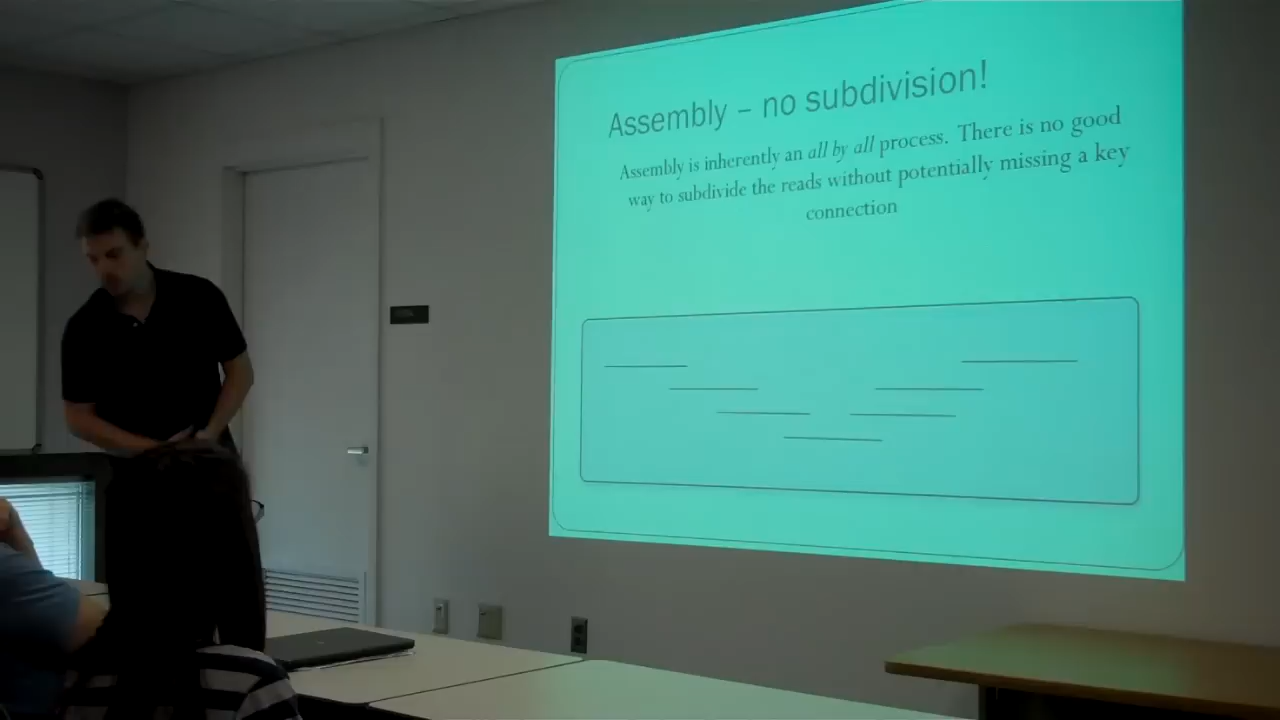 Assembly – no subdivision!
Assembly is inherently an all by all process. There is no good
way to subdivide the reads without potentially missing a key
connection